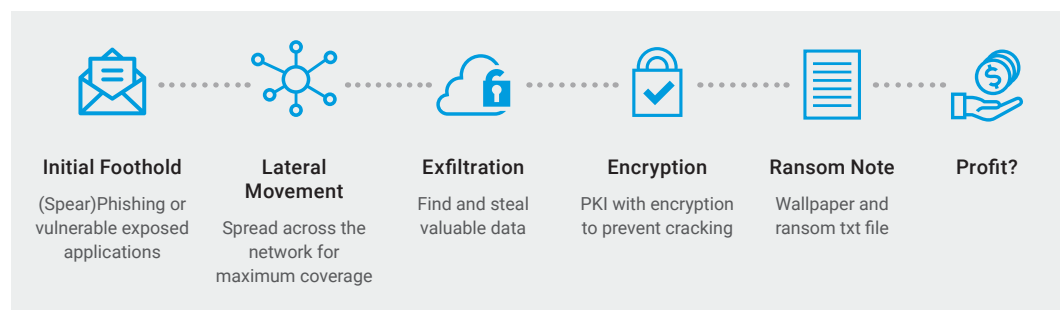 Initial Foothold
(Spear)Phishing or
vulnerable exposed
applications
Lateral
Movement
Spread across the
network for
maximum coverage
Exfiltration
Find and steal
valuable data
Encryption
PKI with encryption
to prevent cracking
Ransom Note
Wallpaper and
ransom txt file
$
Profit?